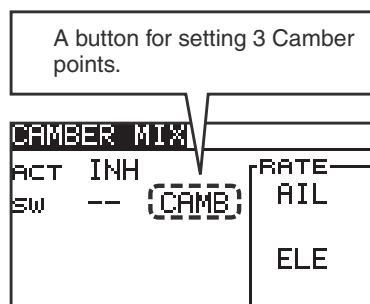 A button for setting 3 Camber
points.
CAMBER MIX
ACT INH
RATE
SW -- CAMB
AIL
ELE